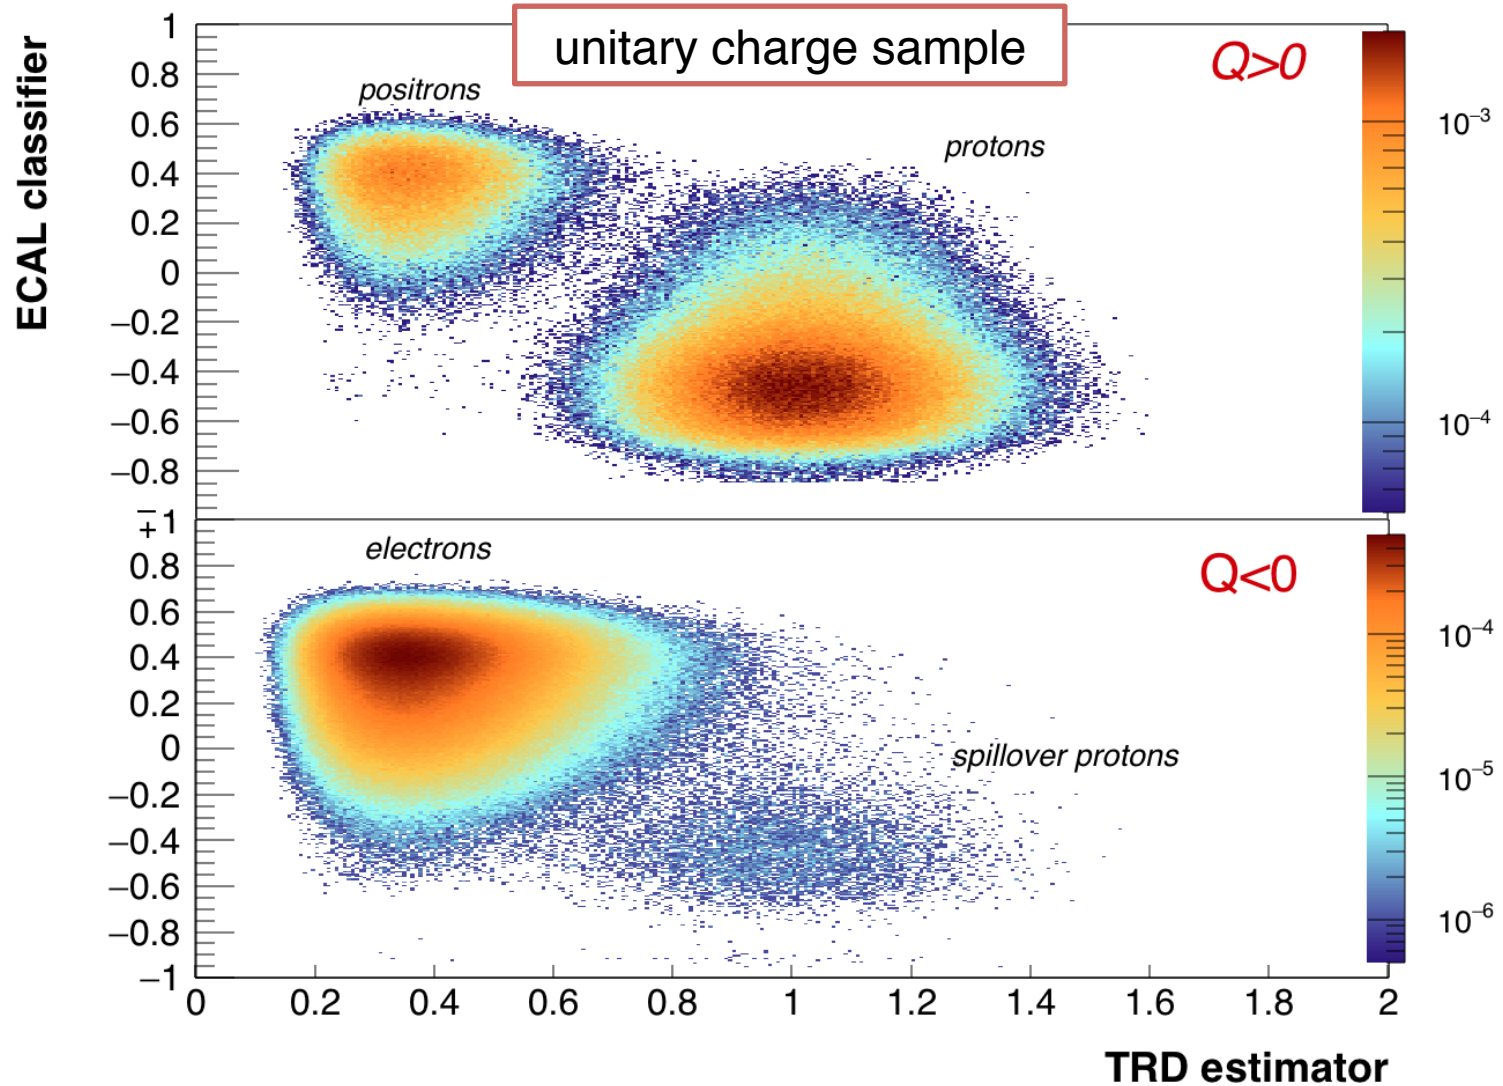 unitary charge sample
ECAL classifier
Q>0
positrons
protons
1
0.8
0.6
0.4
0.2
0
−0.2
−0.4
−0.6
−0.8
−1
+
10⁻³
10⁻⁴
Q<0
electrons
spillover protons
0.8
0.6
0.4
0.2
0
−0.2
−0.4
−0.6
−0.8
−1
10⁻⁴
10⁻⁵
10⁻⁶
0 0.2 0.4 0.6 0.8 1 1.2 1.4 1.6 1.8 2
TRD estimator